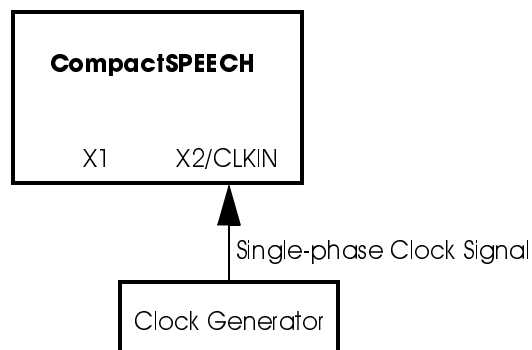 CompactSPEECH
X1 X2/CLKIN
Single-phase Clock Signal
Clock Generator